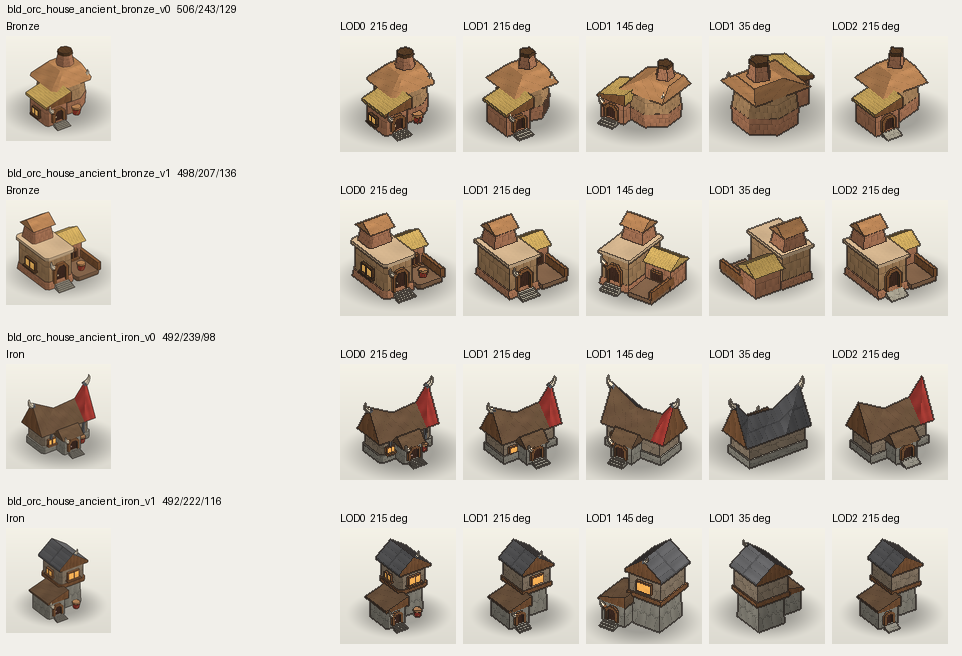 bld_orc_house_ancient_bronze_v0 506/243/129
Bronze
LOD0 215 deg
LOD1 215 deg
LOD1 145 deg
LOD1 35 deg
LOD2 215 deg
bld_orc_house_ancient_bronze_v1 498/207/136
Bronze
LOD0 215 deg
LOD1 215 deg
LOD1 145 deg
LOD1 35 deg
LOD2 215 deg
bld_orc_house_ancient_iron_v0 492/239/98
Iron
LOD0 215 deg
LOD1 215 deg
LOD1 145 deg
LOD1 35 deg
LOD2 215 deg
bld_orc_house_ancient_iron_v1 492/222/116
Iron
LOD0 215 deg
LOD1 215 deg
LOD1 145 deg
LOD1 35 deg
LOD2 215 deg